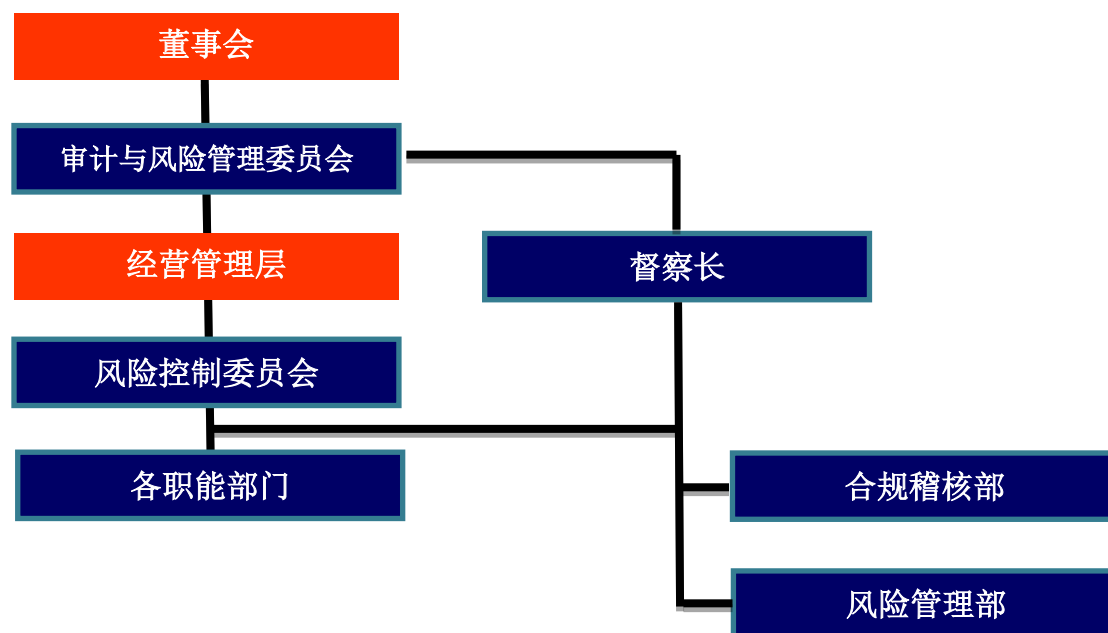 董事会
审计与风险管理委员会
经营管理层
督察长
风险控制委员会
各职能部门
合规稽核部
风险管理部